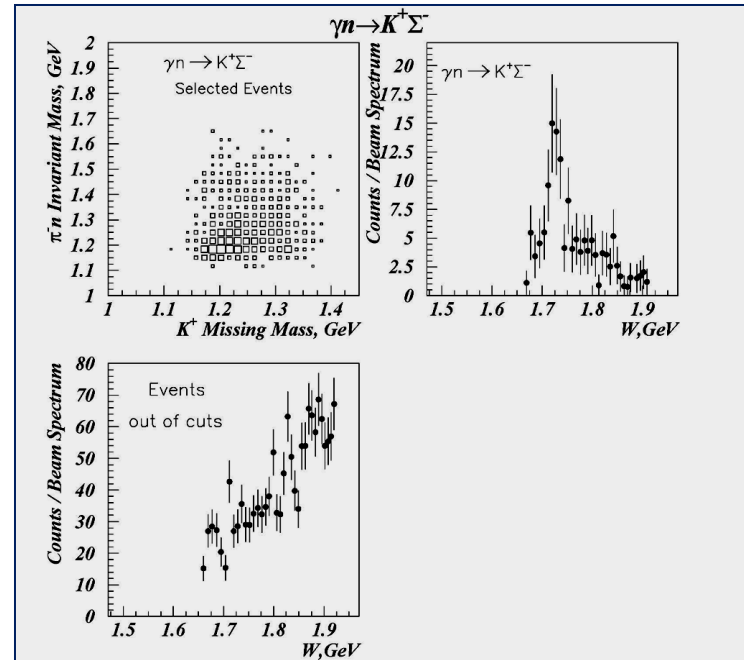 γn→K⁺Σ⁻
γn → K⁺Σ⁻
Selected Events
π⁻n Invariant Mass, GeV
2
1.9
1.8
1.7
1.6
1.5
1.4
1.3
1.2
1.1
1
1 1.1 1.2 1.3 1.4
K⁺ Missing Mass, GeV
γn → K⁺Σ⁻
Counts / Beam Spectrum
20
17.5
15
12.5
10
7.5
5
2.5
0
1.5 1.6 1.7 1.8 1.9
W,GeV
Events
out of cuts
Counts / Beam Spectrum
80
70
60
50
40
30
20
10
0
1.5 1.6 1.7 1.8 1.9
W,GeV